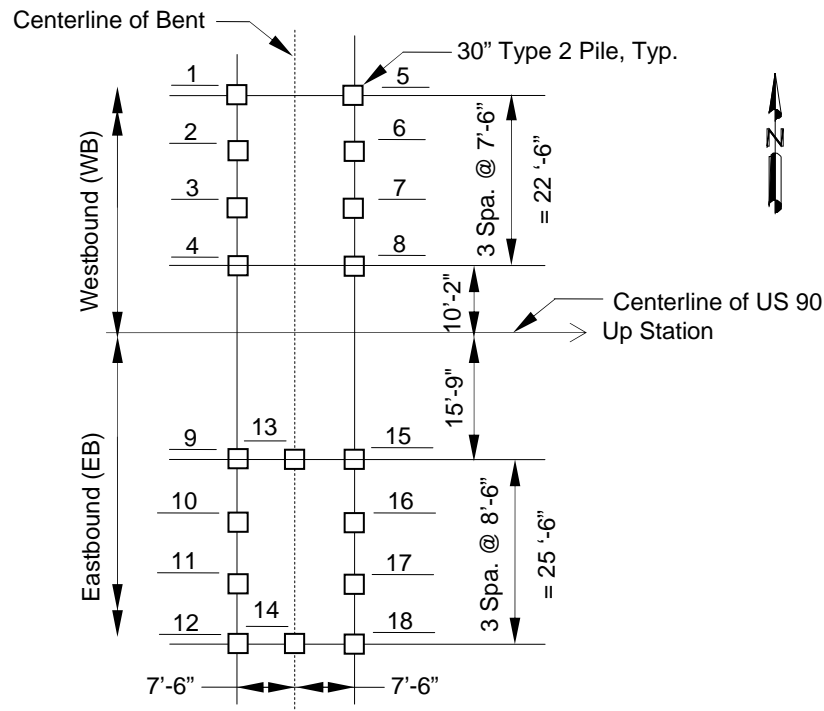 Centerline of Bent
30” Type 2 Pile, Typ.
1
5
2
6
3
7
4
8
Westbound (WB)
3 Spa. @ 7’-6”
= 22 ‘-6”
N
10’-2”
Centerline of US 90
Up Station
15’-9"
9
13
15
10
16
11
17
12
14
18
Eastbound (EB)
3 Spa. @ 8’-6”
= 25 ‘-6”
7’-6”
7’-6”